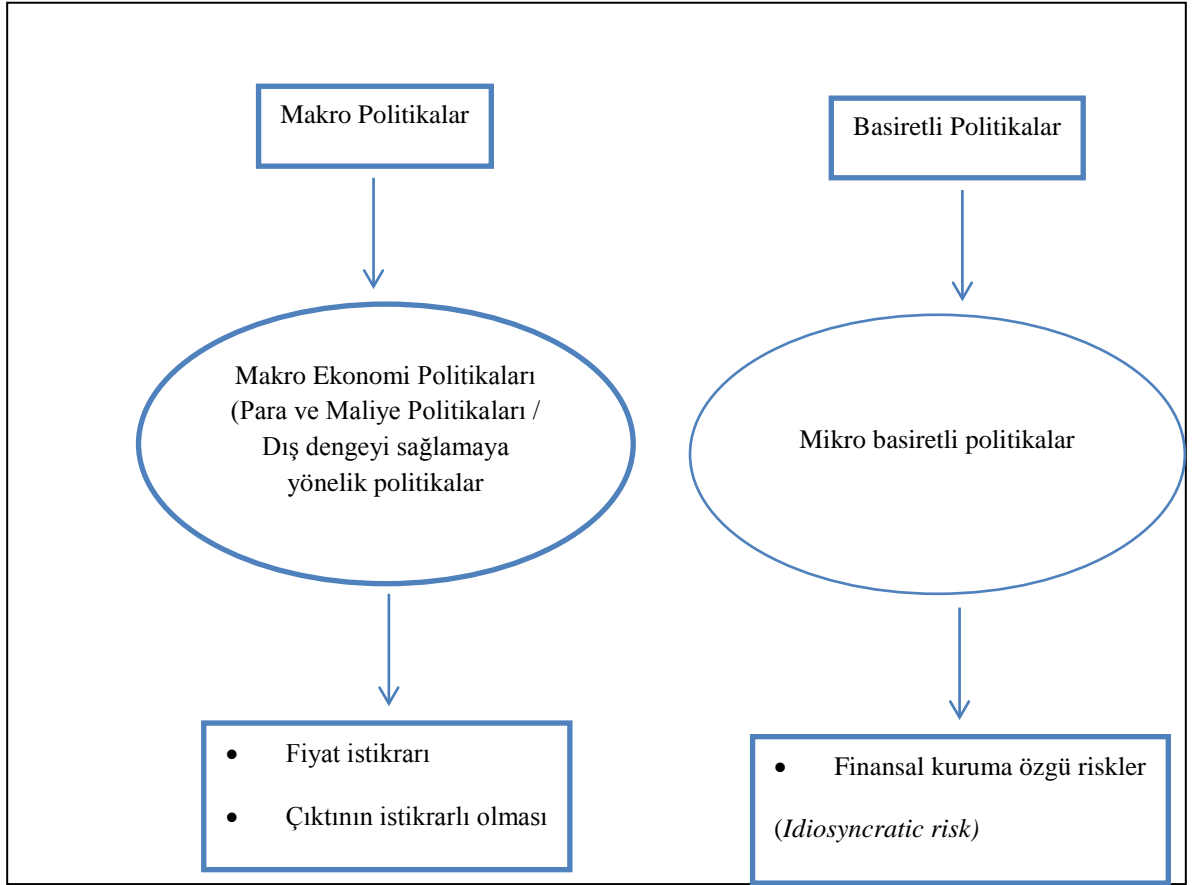 Makro Politikalar
Basiretli Politikalar
Makro Ekonomi Politikaları
(Para ve Maliye Politikaları /
Dış dengeyi sağlamaya
yönelik politikalar
Mikro basiretli politikalar
• Fiyat istikrarı
• Çıktının istikrarlı olması
• Finansal kuruma özgü riskler
(Idiosyncratic risk)